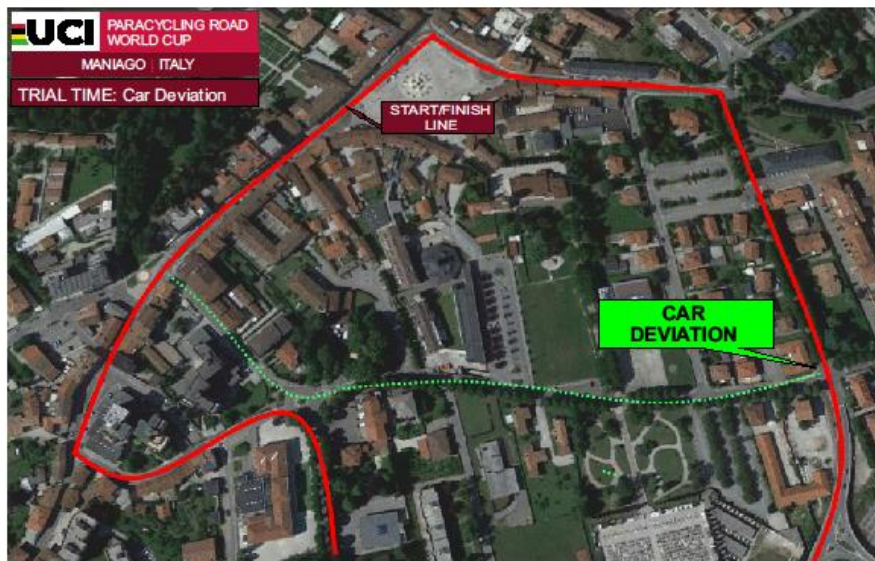 UCI
PARACYCLING ROAD
WORLD CUP
MANIAGO | ITALY
TRIAL TIME: Car Deviation
START/FINISH
LINE
CAR
DEVIATION